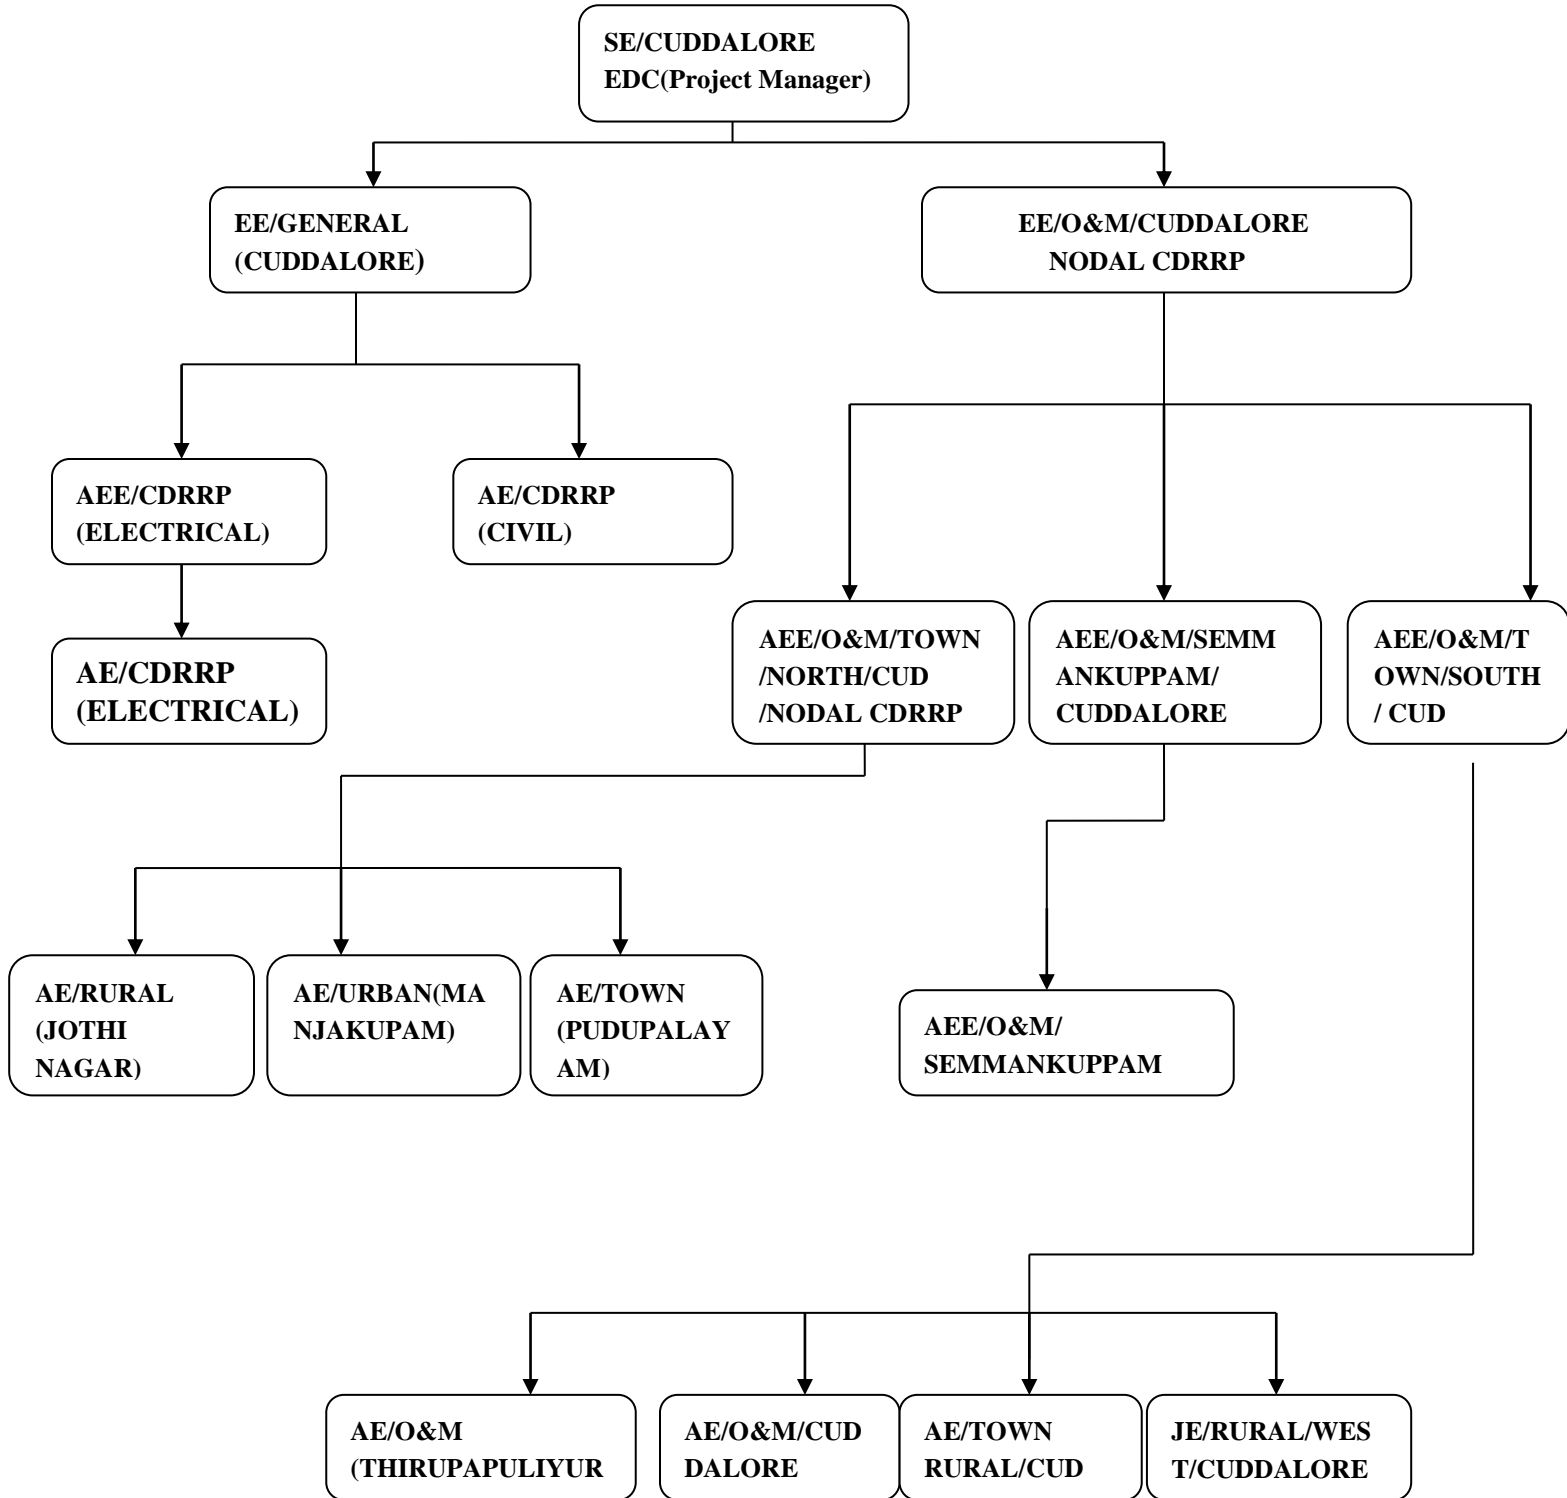 SE/CUDDALORE
EDC(Project Manager)
EE/GENERAL
(CUDDALORE)
EE/O&M/CUDDALORE
NODAL CDRRP
AEE/CDRRP
(ELECTRICAL)
AE/CDRRP
(CIVIL)
AE/CDRRP
(ELECTRICAL)
AEE/O&M/TOWN
/NORTH/CUD
/NODAL CDRRP
AEE/O&M/SEMM
ANKUPPAM/
CUDDALORE
AEE/O&M/T
OWN/SOUTH
/ CUD
AE/RURAL
(JOTHI
NAGAR)
AE/URBAN(MA
NJAKUPAM)
AE/TOWN
(PUDUPALAY
AM)
AEE/O&M/
SEMMANKUPPAM
AE/O&M
(THIRUPAPULIYUR
AE/O&M/CUD
DALORE
AE/TOWN
RURAL/CUD
JE/RURAL/WES
T/CUDDALORE